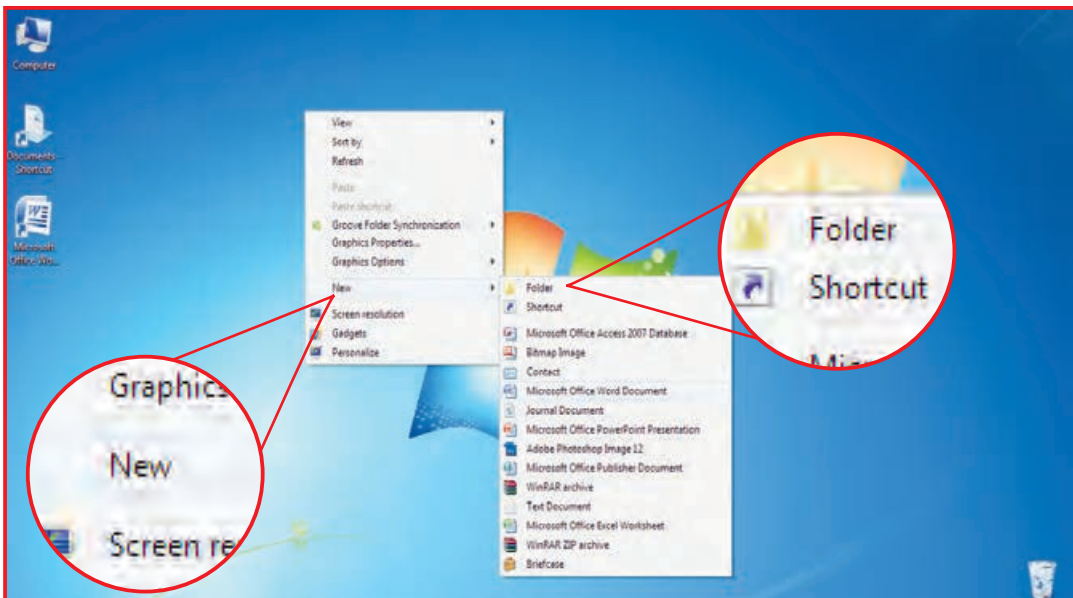 Computer
Documents -
Shortcut
Microsoft
Office Wo...
View
Sort by
Refresh
Paste
Paste shortcut
Groove Folder Synchronization
Graphics Properties...
Graphics Options
New
Screen resolution
Gadgets
Personalize
Folder
Shortcut
Microsoft Office Access 2007 Database
Bitmap Image
Contact
Microsoft Office Word Document
Journal Document
Microsoft Office PowerPoint Presentation
Adobe Photoshop Image 12
Microsoft Office Publisher Document
WinRAR archive
Text Document
Microsoft Office Excel Worksheet
WinRAR ZIP archive
Briefcase
Graphics
New
Screen re
Folder
Shortcut